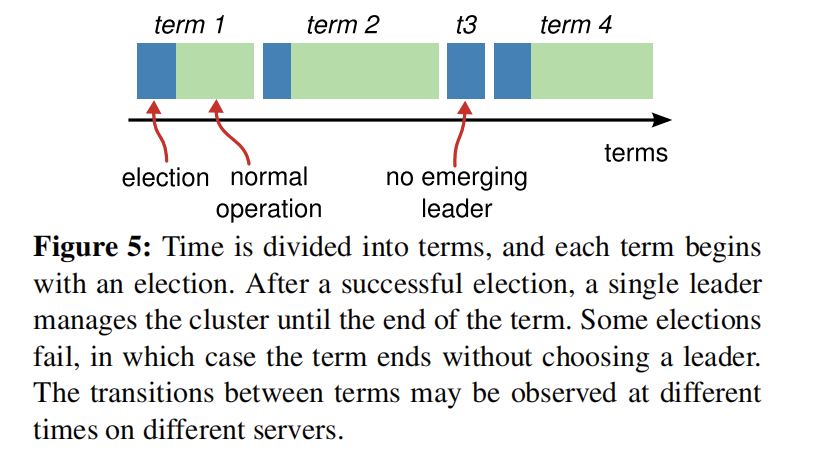 term 1 term 2 t3 term 4
terms
election normal operation no emerging leader
Figure 5: Time is divided into terms, and each term begins
with an election. After a successful election, a single leader
manages the cluster until the end of the term. Some elections
fail, in which case the term ends without choosing a leader.
The transitions between terms may be observed at different
times on different servers.